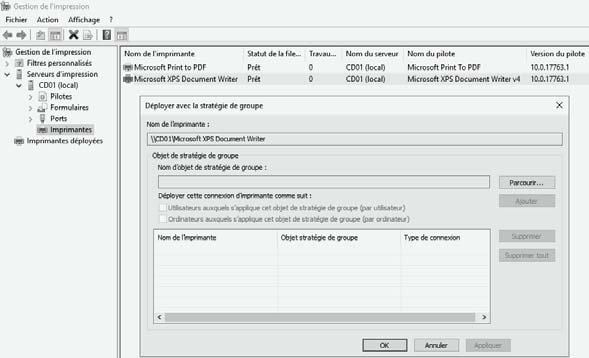 Gestion de l'impression
Fichier Action Affichage ?
Gestion de l'impression
Filtres personnalisés
Serveurs d'impression
CD01 (local)
Pilotes
Formulaires
Ports
Imprimantes
Imprimantes déployées
Nom de l'imprimante Statut de la file... Travau... Nom du serveur Nom du pilote Version du pilote
Microsoft Print to PDF Prêt 0 CD01 (local) Microsoft Print To PDF 10.0.17763.1
Microsoft XPS Document Writer Prêt 0 CD01 (local) Microsoft XPS Document Writer v4 10.0.17763.1
Déployer avec la stratégie de groupe
Nom de l'imprimante :
\\CD01\Microsoft XPS Document Writer
Objet de stratégie de groupe
Nom d'objet de stratégie de groupe :
Parcourir...
Déployer cette connexion d'imprimante comme suit :
Ajouter
Utilisateurs auxquels s'applique cet objet de stratégie de groupe (par utilisateur)
Ordinateurs auxquels s'applique cet objet de stratégie de groupe (par ordinateur)
Nom de l'imprimante Objet stratégie de groupe Type de connexion
Supprimer
Supprimer tout
OK Annuler Appliquer